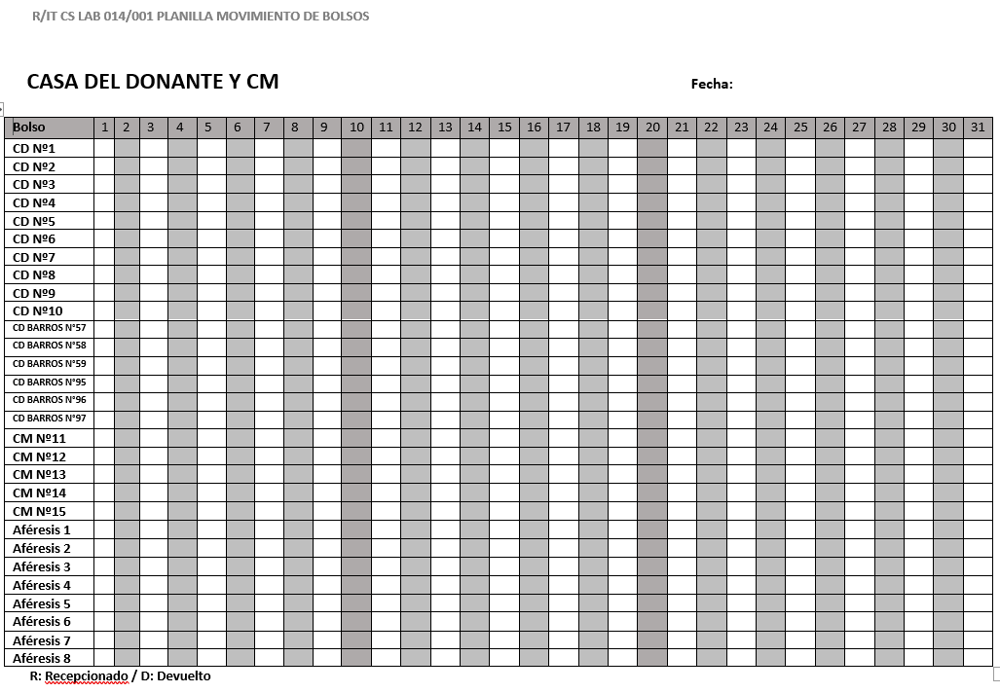 R/IT CS LAB 014/001 PLANILLA MOVIMIENTO DE BOLSOS
CASA DEL DONANTE Y CM Fecha:
Bolso 1 2 3 4 5 6 7 8 9 10 11 12 13 14 15 16 17 18 19 20 21 22 23 24 25 26 27 28 29 30 31
CD Nº1
CD Nº2
CD Nº3
CD Nº4
CD Nº5
CD Nº6
CD Nº7
CD Nº8
CD Nº9
CD Nº10
CD BARROS N°57
CD BARROS N°58
CD BARROS N°59
CD BARROS N°95
CD BARROS N°96
CD BARROS N°97
CM Nº11
CM Nº12
CM Nº13
CM Nº14
CM Nº15
Aféresis 1
Aféresis 2
Aféresis 3
Aféresis 4
Aféresis 5
Aféresis 6
Aféresis 7
Aféresis 8
R: Recepcionado / D: Devuelto